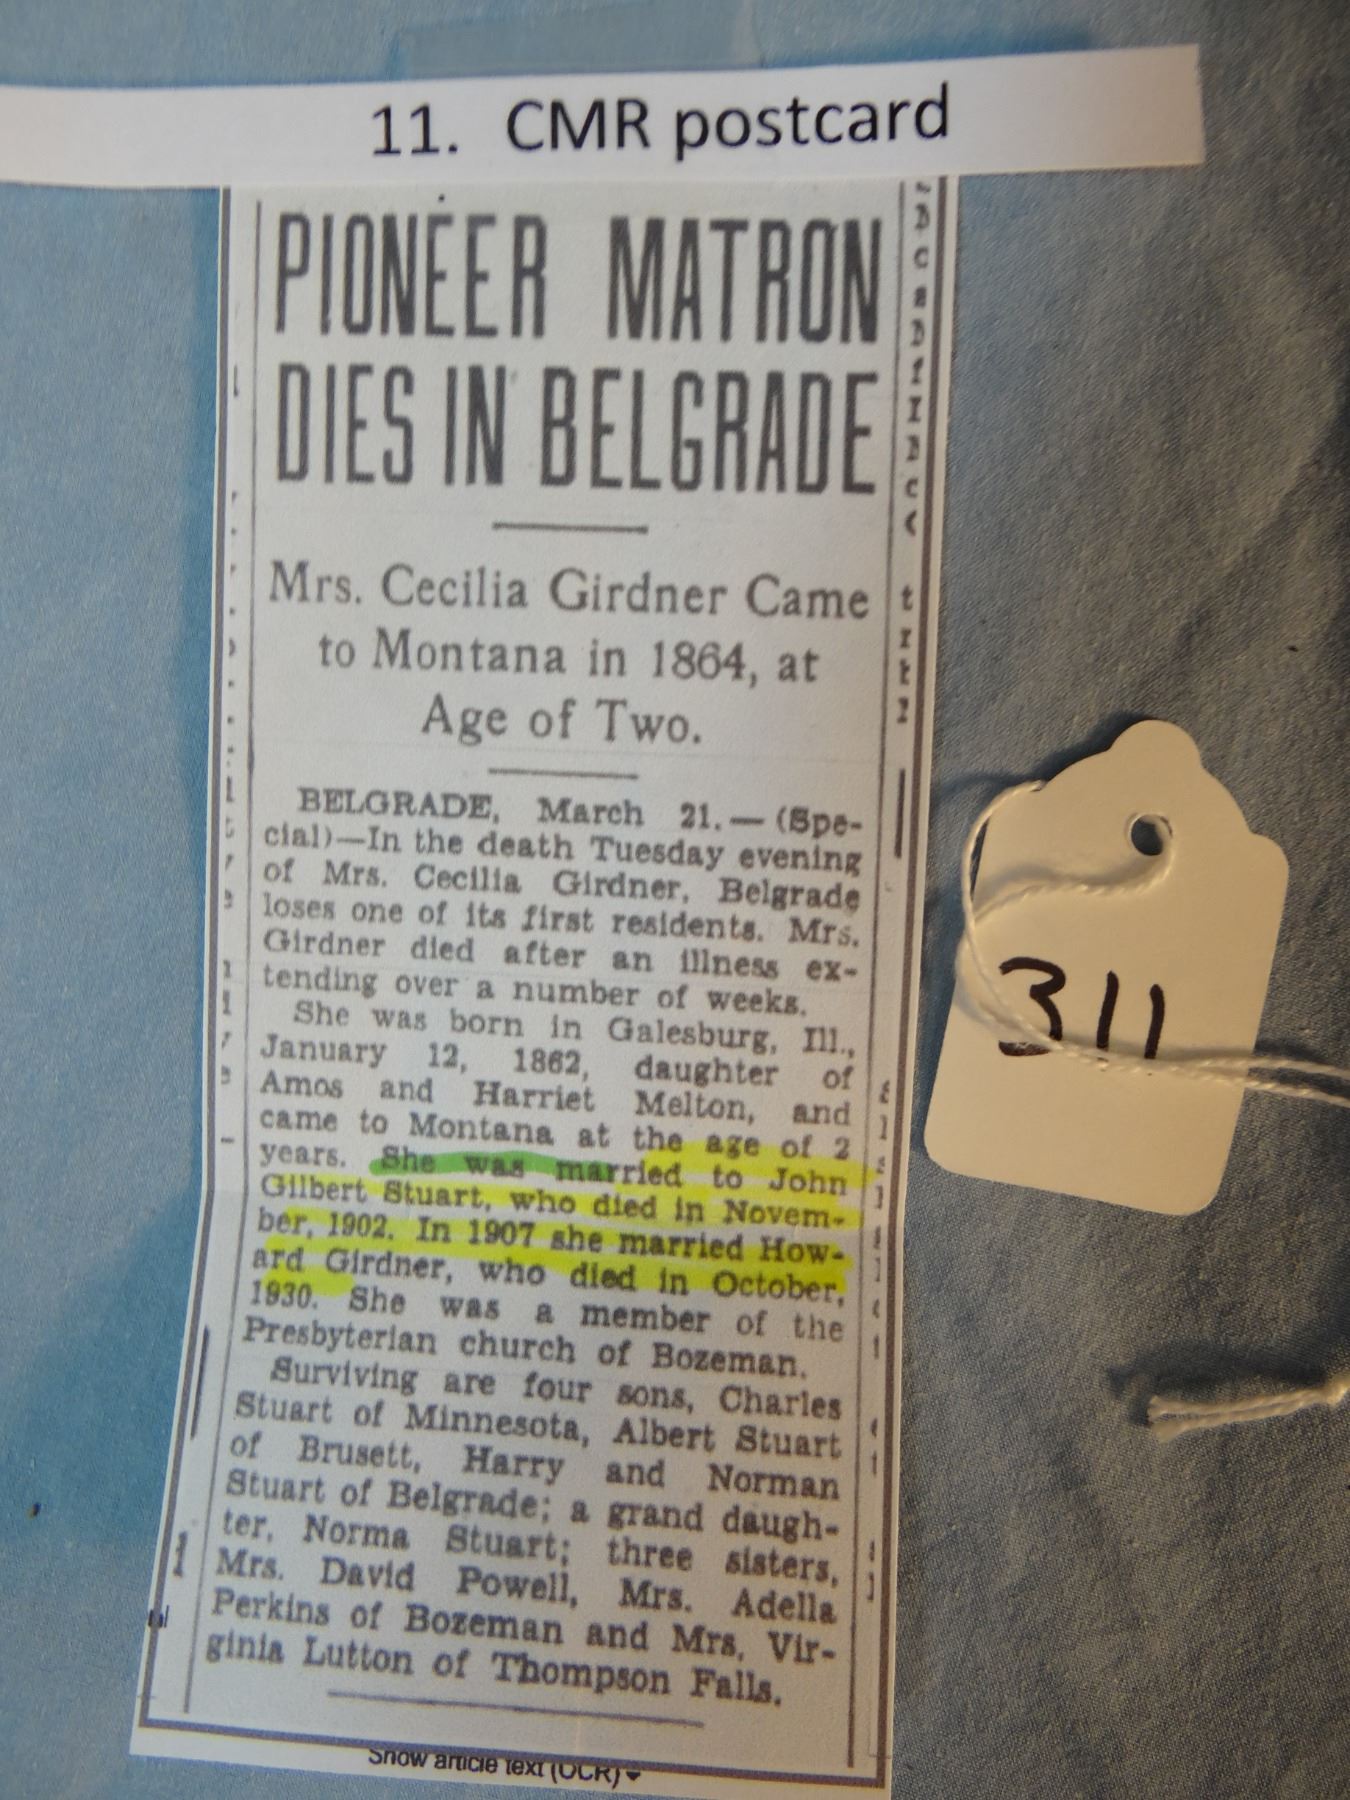 11. CMR postcard
PIONEER MATRON
DIES IN BELGRADE
Mrs. Cecilia Girdner Came
to Montana in 1864, at
Age of Two.
BELGRADE, March 21.— (Spe-
cial)—In the death Tuesday evening
of Mrs. Cecilia Girdner, Belgrade
loses one of its first residents. Mrs.
Girdner died after an illness ex-
tending over a number of weeks.
She was born in Galesburg, Ill.,
January 12, 1862, daughter of
Amos and Harriet Melton, and
came to Montana at the age of 2
years. She was married to John
Gilbert Stuart, who died in Novem-
ber, 1902. In 1907 she married How-
ard Girdner, who died in October,
1930. She was a member of the
Presbyterian church of Bozeman.
Surviving are four sons, Charles
Stuart of Minnesota, Albert Stuart
of Brusett, Harry and Norman
Stuart of Belgrade; a grand daugh-
ter, Norma Stuart; three sisters,
Mrs. David Powell, Mrs. Adella
Perkins of Bozeman and Mrs. Vir-
ginia Lutton of Thompson Falls.
Show article text (OCR)
311